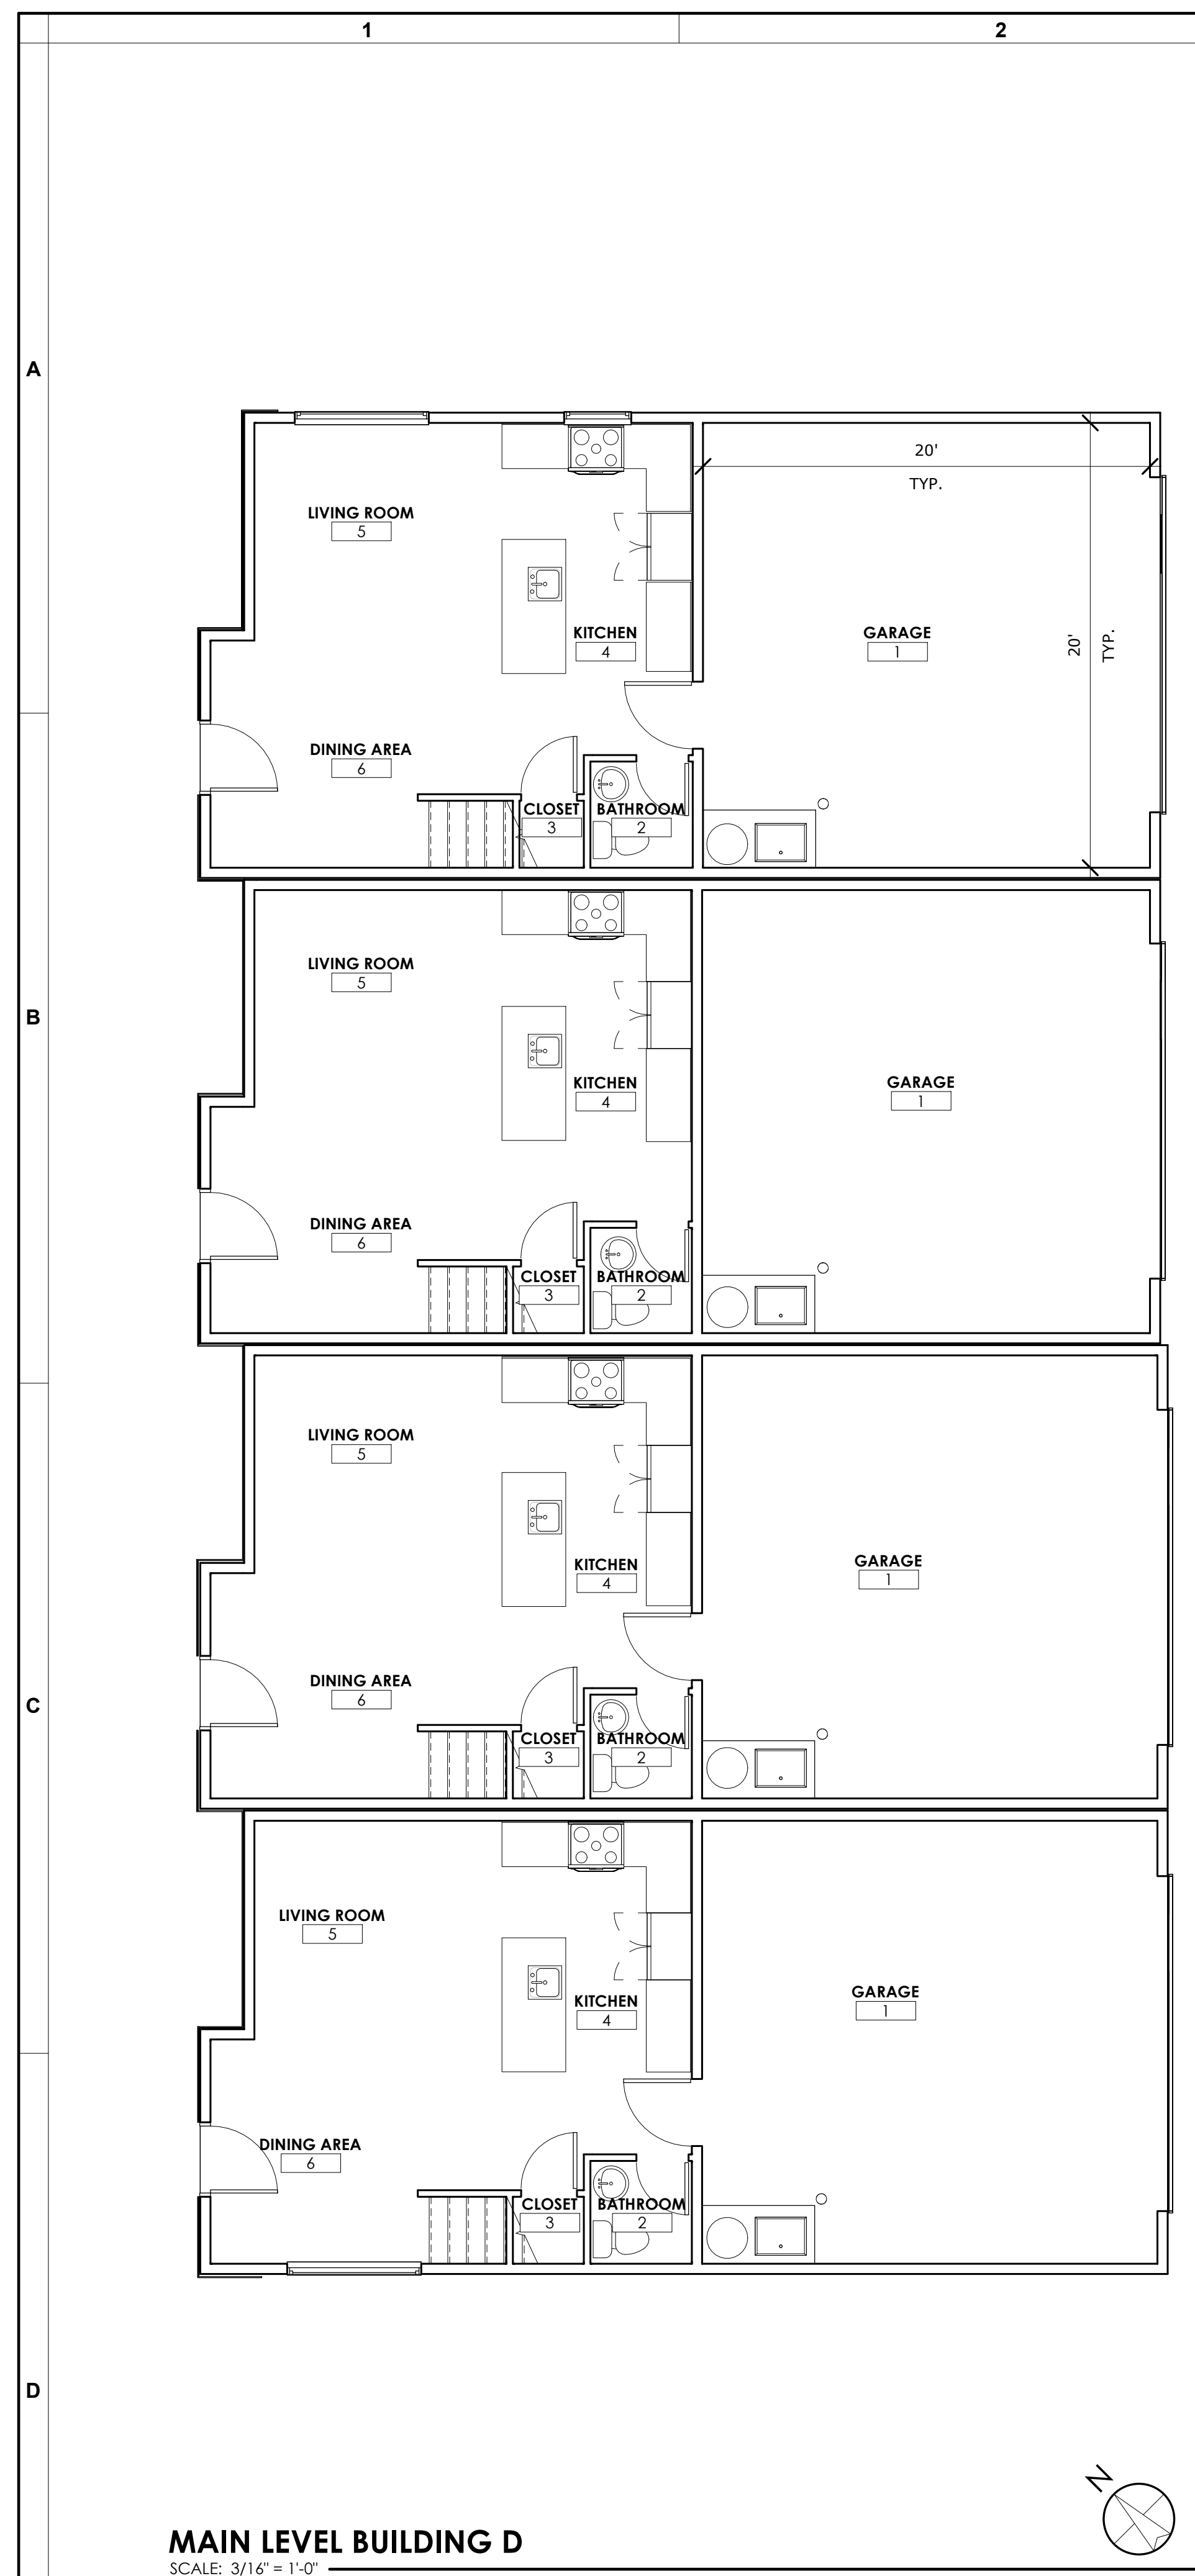 1
2
A
20'
TYP.
LIVING ROOM
5
KITCHEN
4
GARAGE
1
20'
TYP.
DINING AREA
6
CLOSET
3
BATHROOM
2
LIVING ROOM
5
B
KITCHEN
4
GARAGE
1
DINING AREA
6
CLOSET
3
BATHROOM
2
LIVING ROOM
5
KITCHEN
4
GARAGE
1
C
DINING AREA
6
CLOSET
3
BATHROOM
2
LIVING ROOM
5
KITCHEN
4
GARAGE
1
DINING AREA
6
CLOSET
3
BATHROOM
2
D
N
MAIN LEVEL BUILDING D
SCALE: 3/16" = 1'-0"